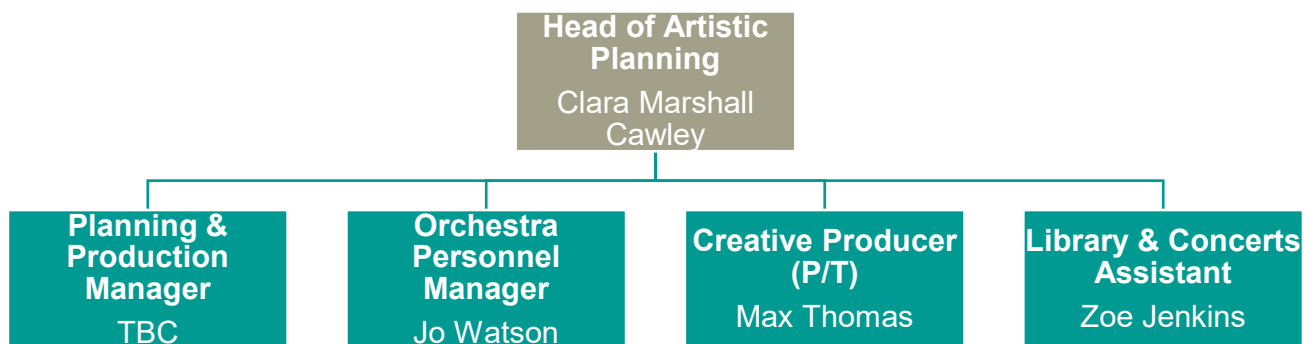 Head of Artistic
Planning
Clara Marshall
Cawley
Planning &
Production
Manager
TBC
Orchestra
Personnel
Manager
Jo Watson
Creative Producer
(P/T)
Max Thomas
Library & Concerts
Assistant
Zoe Jenkins